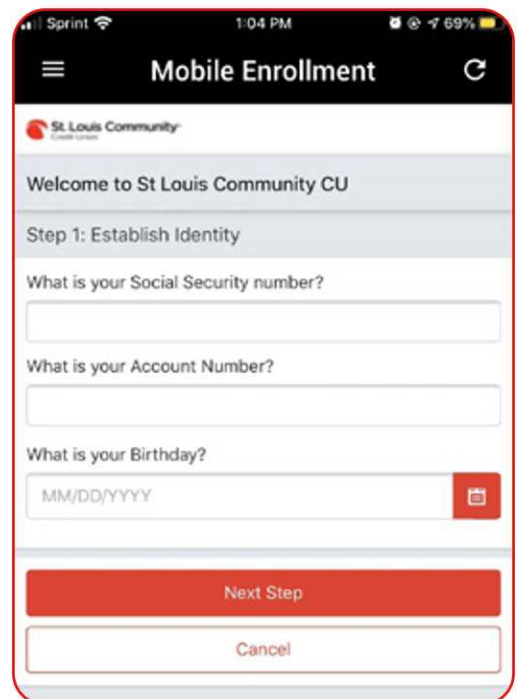 Sprint 1:04 PM 69%
Mobile Enrollment
St. Louis Community
Credit Union
Welcome to St Louis Community CU
Step 1: Establish Identity
What is your Social Security number?
What is your Account Number?
What is your Birthday?
MM/DD/YYYY
Next Step
Cancel